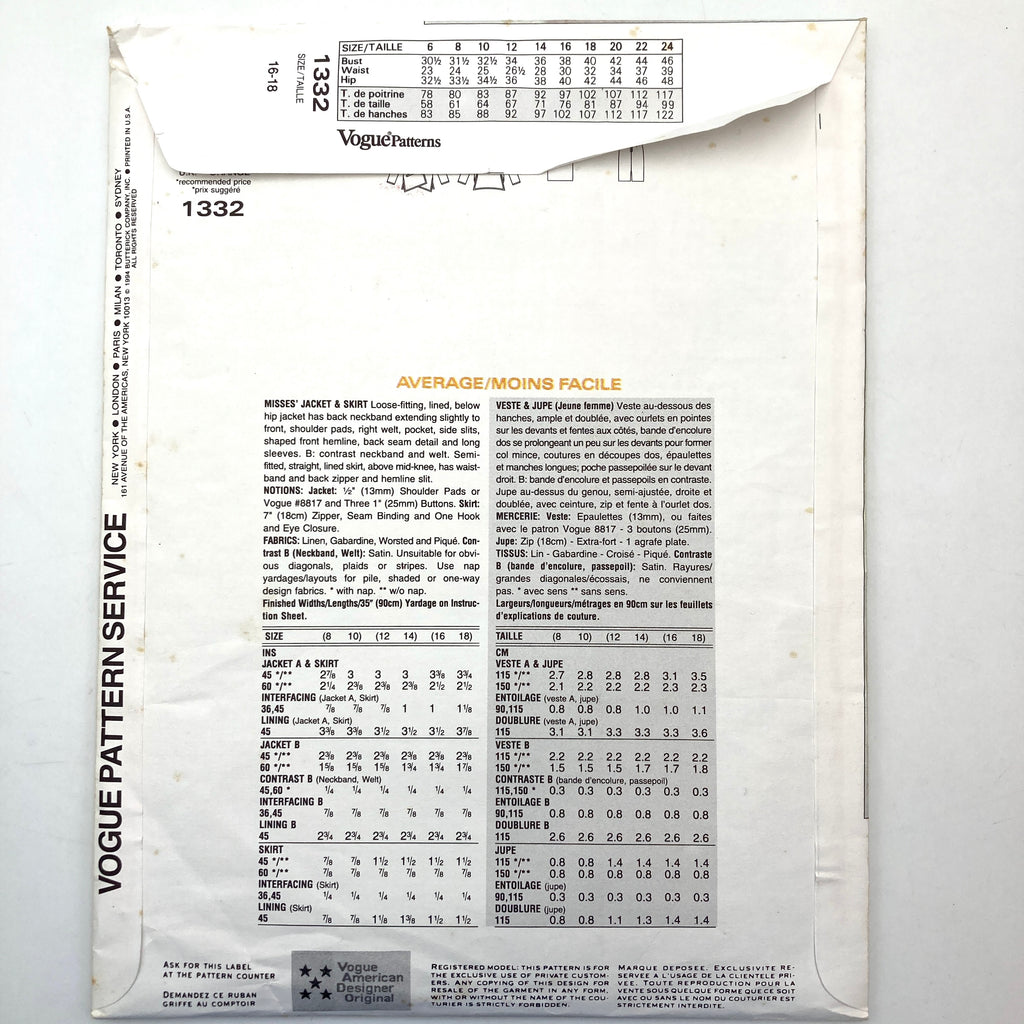 SIZE/TAILLE 6 8 10 12 14 16 18 20 22 24
Bust 30½ 31½ 32½ 34 36 38 40 42 44 46
Waist 23 24 25 26½ 28 30 32 34 37 39
Hip 32½ 33½ 34½ 36 38 40 42 44 46 48
T. de poitrine 78 80 83 87 92 97 102 107 112 117
T. de taille 58 61 64 67 71 76 81 87 94 99
T. de hanches 83 85 88 92 97 102 107 112 117 122
1332
SIZE/TAILLE
16-18
Vogue® Patterns
*recommended price
*prix suggéré
1332
VOGUE PATTERN SERVICE
NEW YORK ● LONDON ● PARIS ● MILAN ● TORONTO ● SYDNEY
161 AVENUE OF THE AMERICAS, NEW YORK 10013 © 1994 BUTTERICK COMPANY, INC. ● PRINTED IN U.S.A.
ALL RIGHTS RESERVED
AVERAGE/MOINS FACILE
MISSES' JACKET & SKIRT Loose-fitting, lined, below
hip jacket has back neckband extending slightly to
front, shoulder pads, right welt, pocket, side slits,
shaped front hemline, back seam detail and long
sleeves. B: contrast neckband and welt. Semi-
fitted, straight, lined skirt, above mid-knee, has waist-
band and back zipper and hemline slit.
NOTIONS: Jacket: ½" (13mm) Shoulder Pads or
Vogue #8817 and Three 1" (25mm) Buttons. Skirt:
7" (18cm) Zipper, Seam Binding and One Hook
and Eye Closure.
FABRICS: Linen, Gabardine, Worsted and Piqué. Con-
trast B (Neckband, Welt): Satin. Unsuitable for obvi-
ous diagonals, plaids or stripes. Use nap
yardages/layouts for pile, shaded or one-way
design fabrics. * with nap. ** w/o nap.
Finished Widths/Lengths/35" (90cm) Yardage on Instruc-
tion Sheet.
SIZE (8 10) (12 14) (16 18)
INS
JACKET A & SKIRT
45 */** 2⅞ 3 3 3 3⅜ 3¾
60 */** 2¼ 2⅜ 2⅜ 2⅜ 2½ 2½
INTERFACING (Jacket A, Skirt)
36,45 ⅞ ⅞ ⅞ 1 1 1⅛
LINING (Jacket A, Skirt)
45 3⅜ 3⅜ 3½ 3½ 3½ 3⅞
JACKET B
45 */** 2⅜ 2⅜ 2⅜ 2⅜ 2⅜ 2⅜
60 */** 1⅝ 1⅝ 1⅝ 1¾ 1¾ 1⅞
CONTRAST B (Neckband, Welt)
45,60 * ¼ ¼ ¼ ¼ ¼ ¼
INTERFACING B
36,45 ⅞ ⅞ ⅞ ⅞ ⅞ ⅞
LINING B
45 2¾ 2¾ 2¾ 2¾ 2¾ 2¾
SKIRT
45 */** ⅞ ⅞ 1½ 1½ 1½ 1½
60 */** ⅞ ⅞ ⅞ ⅞ ⅞ ⅞
INTERFACING (Skirt)
36,45 ¼ ¼ ¼ ¼ ¼ ¼
LINING (Skirt)
45 ⅞ ⅞ 1⅛ 1⅜ 1½ 1½
VESTE & JUPE (Jeune femme) Veste au-dessous des
hanches, ample et doublée, avec ourlets en pointes
sur les devants et fentes aux côtés, bande d'encolure
dos se prolongeant un peu sur les devants pour former
col mince, coutures en découpes dos, épaulettes
et manches longues; poche passepoilée sur le devant
droit. B: bande d'encolure et passepoils en contraste.
Jupe au-dessus du genou, semi-ajustée, droite et
doublée, avec ceinture, zip et fente à l'ourlet dos.
MERCERIE: Veste: Epaulettes (13mm), ou faites
avec le patron Vogue 8817 - 3 boutons (25mm).
Jupe: Zip (18cm) - Extra-fort - 1 agrafe plate.
TISSUS: Lin - Gabardine - Croisé - Piqué. Contraste
B (bande d'encolure, passepoil): Satin. Rayures/
grandes diagonales/écossais, ne conviennent
pas. * avec sens ** sans sens.
Largeurs/longueurs/métrages en 90cm sur les feuillets
d'explications de couture.
TAILLE (8 10) (12 14) (16 18)
CM
VESTE A & JUPE
115 */** 2.7 2.8 2.8 2.8 3.1 3.5
150 */** 2.1 2.2 2.2 2.2 2.3 2.3
ENTOILAGE (veste A, jupe)
90,115 0.8 0.8 0.8 1.0 1.0 1.1
DOUBLURE (veste A, jupe)
115 3.1 3.1 3.3 3.3 3.3 3.6
VESTE B
115 */** 2.2 2.2 2.2 2.2 2.2 2.2
150 */** 1.5 1.5 1.5 1.7 1.7 1.8
CONTRASTE B (bande d'encolure, passepoil)
115,150 * 0.3 0.3 0.3 0.3 0.3 0.3
ENTOILAGE B
90,115 0.8 0.8 0.8 0.8 0.8 0.8
DOUBLURE B
115 2.6 2.6 2.6 2.6 2.6 2.6
JUPE
115 */** 0.8 0.8 1.4 1.4 1.4 1.4
150 */** 0.8 0.8 0.8 0.8 0.8 0.8
ENTOILAGE (jupe)
90,115 0.3 0.3 0.3 0.3 0.3 0.3
DOUBLURE (jupe)
115 0.8 0.8 1.1 1.3 1.4 1.4
ASK FOR THIS LABEL
AT THE PATTERN COUNTER
DEMANDEZ CE RUBAN
GRIFFE AU COMPTOIR
Vogue
American
Designer
Original
REGISTERED MODEL: THIS PATTERN IS FOR
THE EXCLUSIVE USE OF PRIVATE CUSTOM-
ERS. ANY COPYING OF THIS DESIGN FOR
RESALE OF THE GARMENT IN ANY FORM,
WITH OR WITHOUT THE NAME OF THE COU-
TURIER IS STRICTLY FORBIDDEN.
MARQUE DEPOSEE. EXCLUSIVITE RE-
SERVEE A L'USAGE DE LA CLIENTELE PRI-
VEE. TOUTE REPRODUCTION POUR LA
VENTE SOUS QUELQUE FORME QUE CE SOIT
AVEC OU SANS LE NOM DU COUTURIER EST
STRICTEMENT INTERDITE.